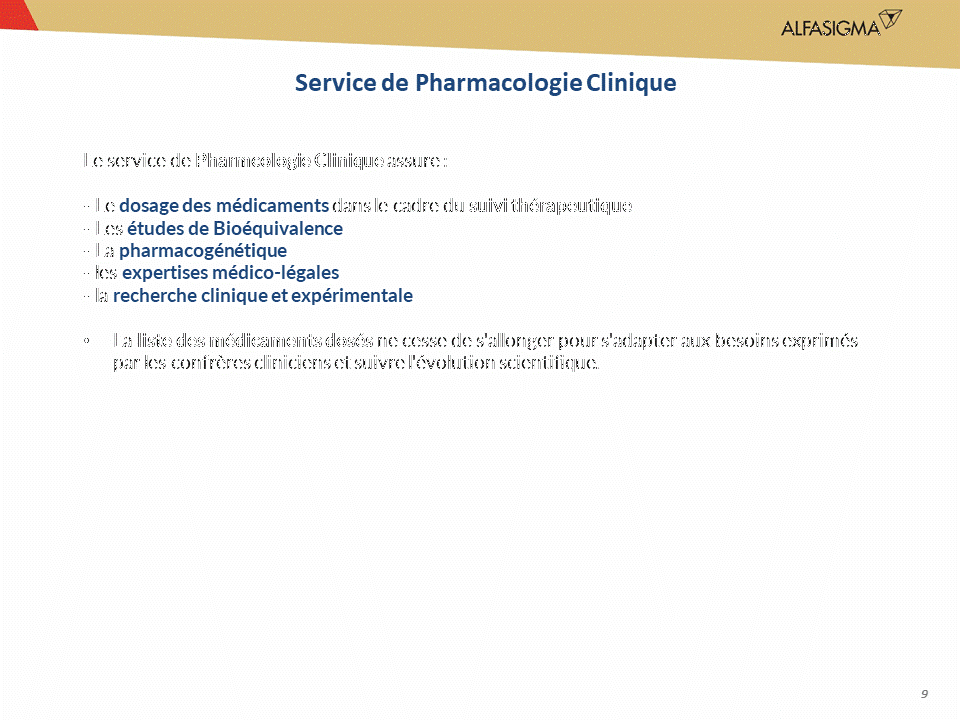 ALFASIGMA
Service de Pharmacologie Clinique
Le service de Pharmcologie Clinique assure :
- Le dosage des médicaments dans le cadre du suivi thérapeutique
- Les études de Bioéquivalence
- La pharmacogénétique
- les expertises médico-légales
- la recherche clinique et expérimentale
• La liste des médicaments dosés ne cesse de s'allonger pour s'adapter aux besoins exprimés
par les confrères cliniciens et suivre l'évolution scientifique.
9